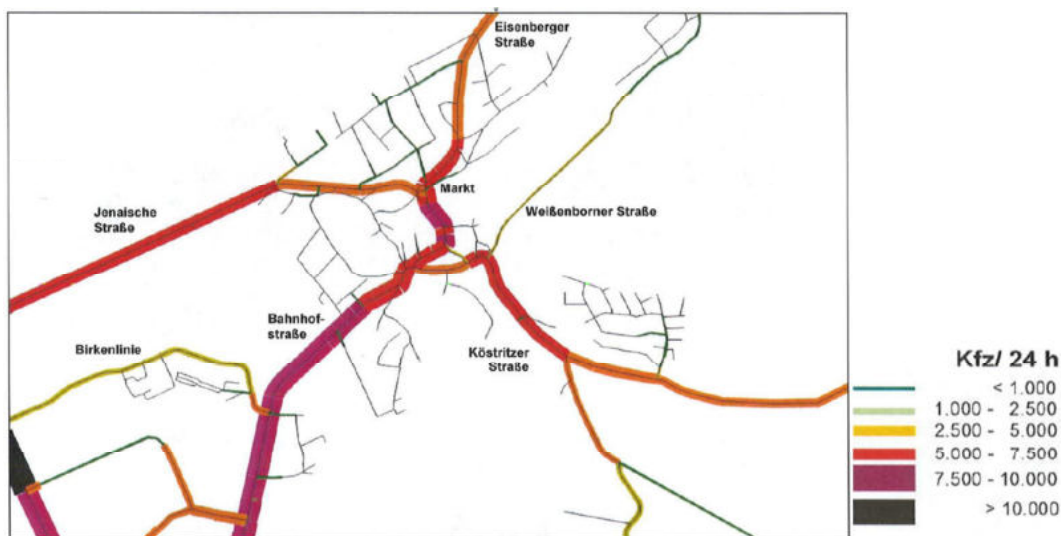 Eisenberger
Straße
Markt
Jenaische
Straße
Weißenborner Straße
Bahnhof-
straße
Birkenlinie
Köstritzer
Straße
Kfz/ 24 h
< 1.000
1.000 - 2.500
2.500 - 5.000
5.000 - 7.500
7.500 - 10.000
> 10.000